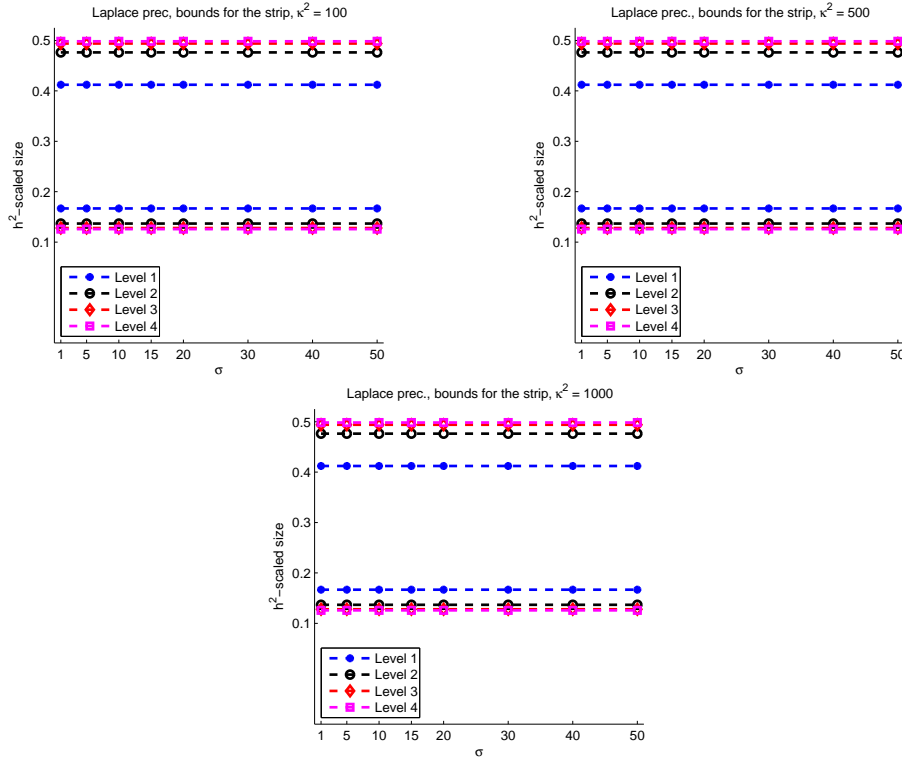 Laplace prec, bounds for the strip, κ² = 100
0.5
0.4
0.3
0.2
0.1
h²−scaled size
Level 1
Level 2
Level 3
Level 4
1 5 10 15 20 30 40 50
σ
Laplace prec., bounds for the strip, κ² = 500
0.5
0.4
0.3
0.2
0.1
h²−scaled size
Level 1
Level 2
Level 3
Level 4
1 5 10 15 20 30 40 50
σ
Laplace prec., bounds for the strip, κ² = 1000
0.5
0.4
0.3
0.2
0.1
h²−scaled size
Level 1
Level 2
Level 3
Level 4
1 5 10 15 20 30 40 50
σ